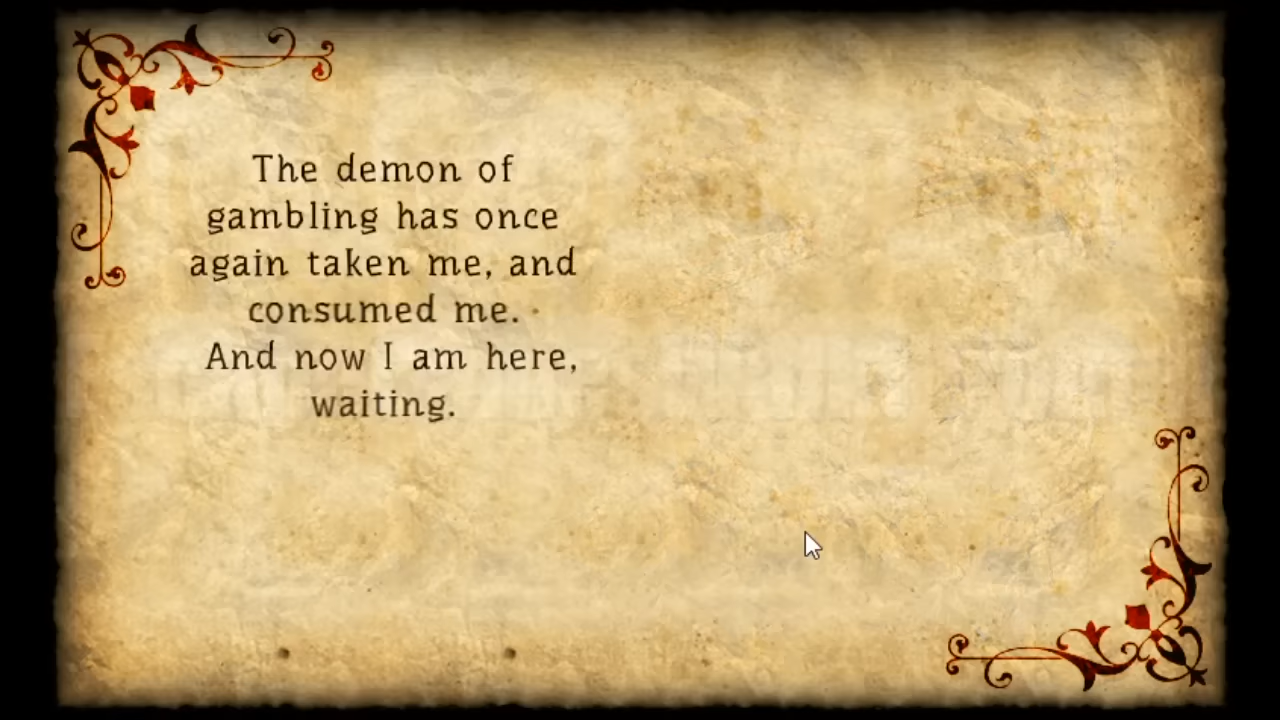 The demon of
gambling has once
again taken me, and
consumed me.
And now I am here,
waiting.